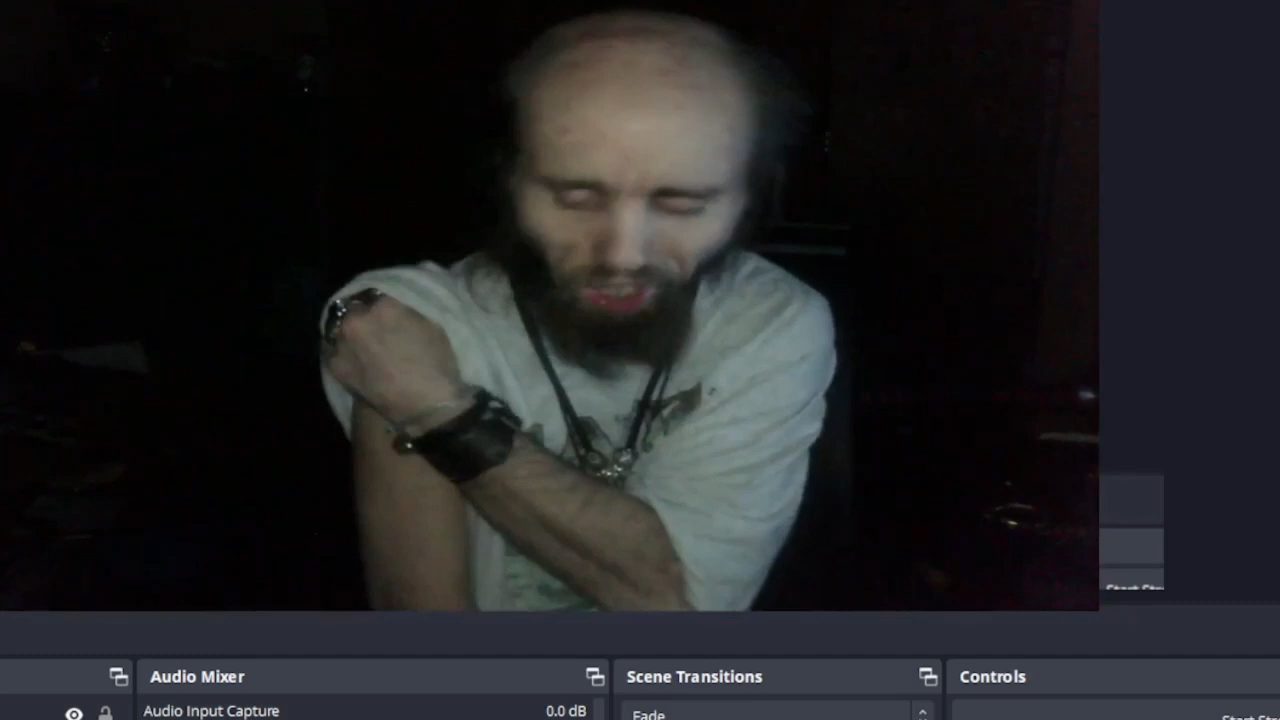 Audio Mixer
Scene Transitions
Controls
Audio Input Capture
0.0 dB
Fade